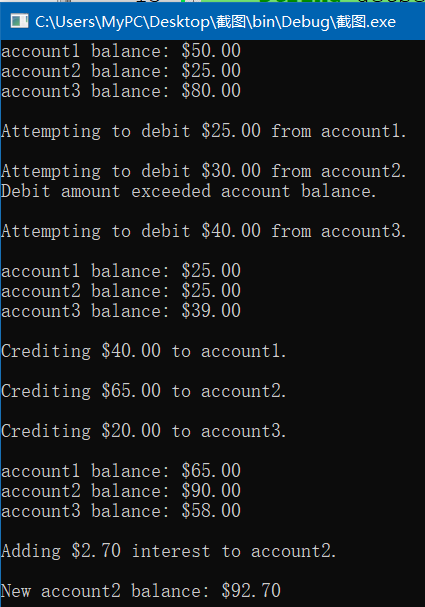 C:\Users\MyPC\Desktop\截图\bin\Debug\截图.exe
account1 balance: $50.00
account2 balance: $25.00
account3 balance: $80.00
Attempting to debit $25.00 from account1.
Attempting to debit $30.00 from account2.
Debit amount exceeded account balance.
Attempting to debit $40.00 from account3.
account1 balance: $25.00
account2 balance: $25.00
account3 balance: $39.00
Crediting $40.00 to account1.
Crediting $65.00 to account2.
Crediting $20.00 to account3.
account1 balance: $65.00
account2 balance: $90.00
account3 balance: $58.00
Adding $2.70 interest to account2.
New account2 balance: $92.70